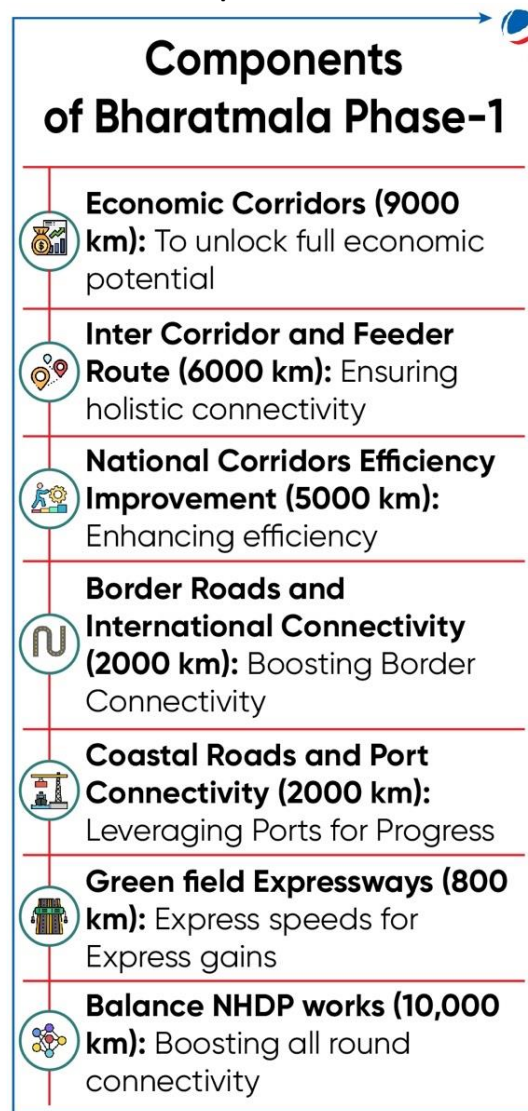 Components
of Bharatmala Phase-1
Economic Corridors (9000
km): To unlock full economic
potential
Inter Corridor and Feeder
Route (6000 km): Ensuring
holistic connectivity
National Corridors Efficiency
Improvement (5000 km):
Enhancing efficiency
Border Roads and
International Connectivity
(2000 km): Boosting Border
Connectivity
Coastal Roads and Port
Connectivity (2000 km):
Leveraging Ports for Progress
Green field Expressways (800
km): Express speeds for
Express gains
Balance NHDP works (10,000
km): Boosting all round
connectivity